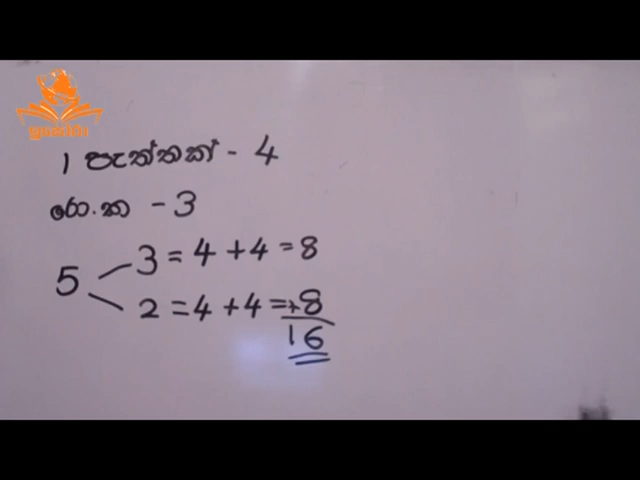 1 පැත්තක් - 4
රො.ක - 3
5
3 = 4 + 4 = 8
2 = 4 + 4 = +8
16